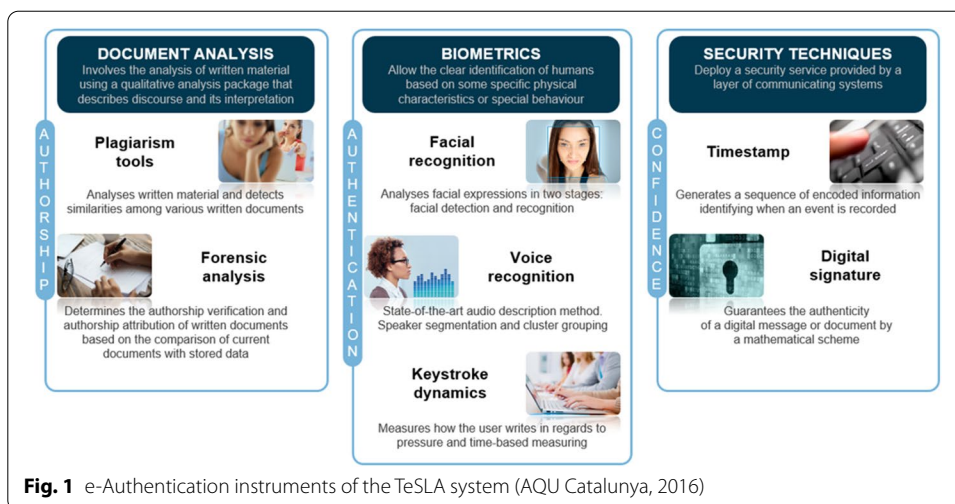 DOCUMENT ANALYSIS
Involves the analysis of written material
using a qualitative analysis package that
describes discourse and its interpretation
AUTHORSHIP
Plagiarism
tools
Analyses written material and detects
similarities among various written documents
Forensic
analysis
Determines the authorship verification and
authorship attribution of written documents
based on the comparison of current
documents with stored data
BIOMETRICS
Allow the clear identification of humans
based on some specific physical
characteristics or special behaviour
AUTHENTICATION
Facial
recognition
Analyses facial expressions in two stages:
facial detection and recognition
Voice
recognition
State-of-the-art audio description method.
Speaker segmentation and cluster grouping
Keystroke
dynamics
Measures how the user writes in regards to
pressure and time-based measuring
SECURITY TECHNIQUES
Deploy a security service provided by a
layer of communicating systems
CONFIDENCE
Timestamp
Generates a sequence of encoded information
identifying when an event is recorded
Digital
signature
Guarantees the authenticity
of a digital message or document by
a mathematical scheme
Fig. 1 e-Authentication instruments of the TeSLA system (AQU Catalunya, 2016)